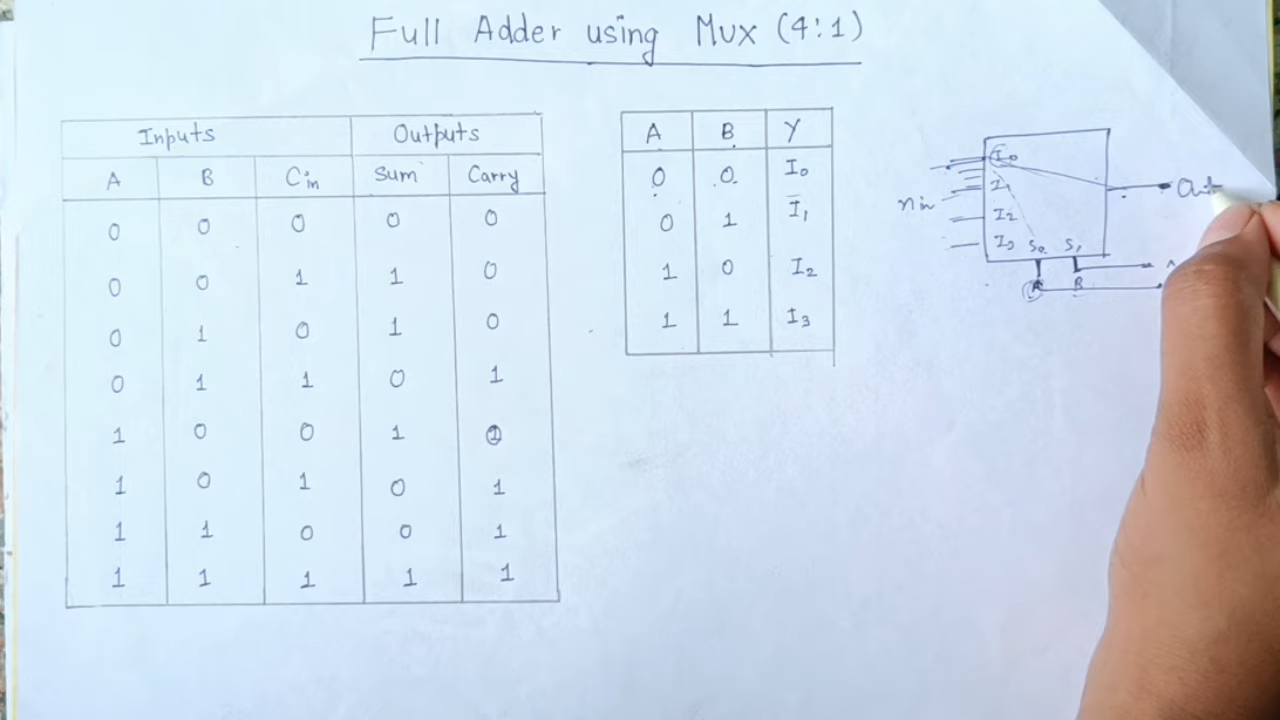 Full Adder using Mux (4:1)
Inputs Outputs
A B Cin Sum Carry
0 0 0 0 0
0 0 1 1 0
0 1 0 1 0
0 1 1 0 1
1 0 0 1
1 0 1 0 1
1 1 0 0 1
1 1 1 1 1
A B Y
0 0 I0
0 1 I1
1 0 I2
1 1 I3
I0
I1
n in I2
I3 S0 S1
A B
Out